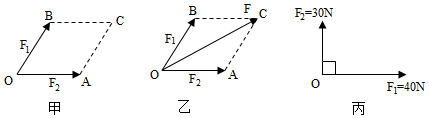 B C
F₁
O F₂ A
甲
B F C
F₁
O F₂ A
乙
F₂=30N
O
F₁=40N
丙